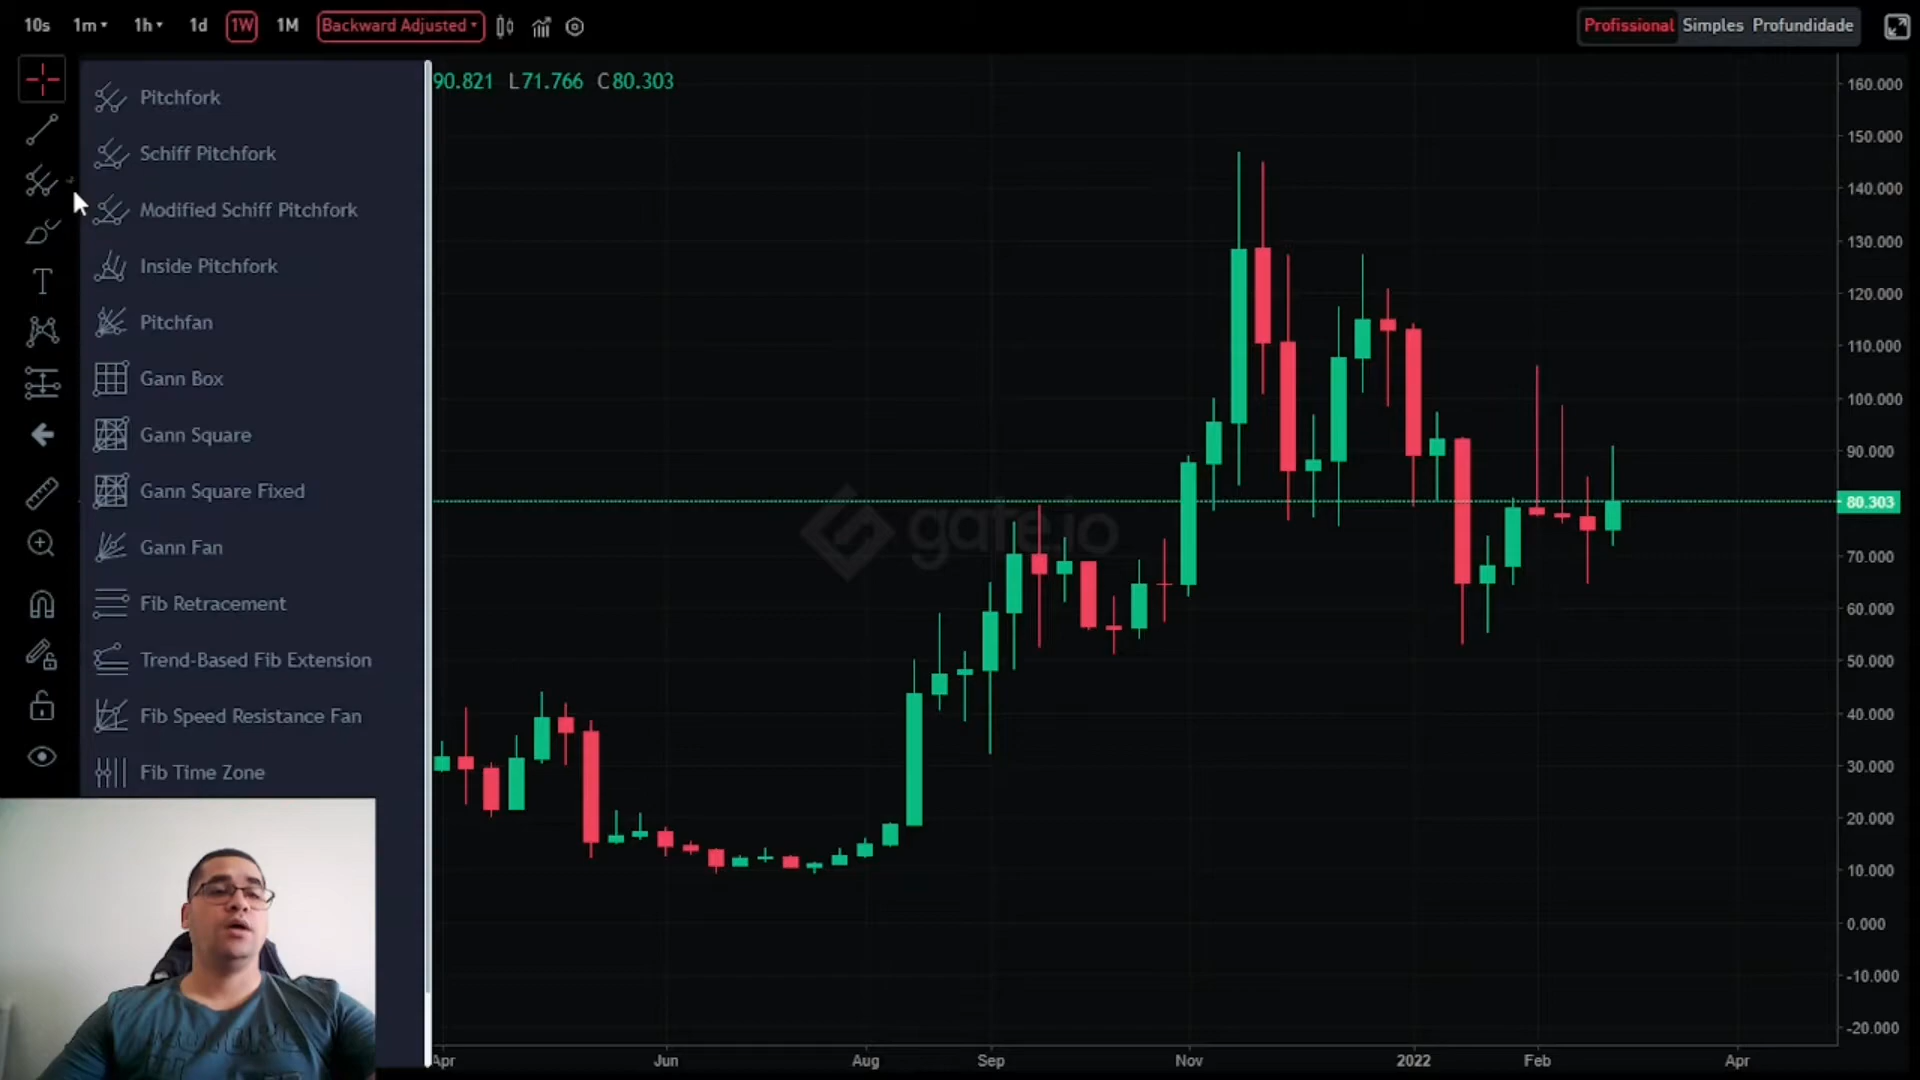 10s 1m 1h 1d 1W 1M Backward Adjusted Profissional Simples Profundidade
90.821 L71.766 C80.303
Pitchfork
Schiff Pitchfork
Modified Schiff Pitchfork
Inside Pitchfork
Pitchfan
Gann Box
Gann Square
Gann Square Fixed
Gann Fan
Fib Retracement
Trend-Based Fib Extension
Fib Speed Resistance Fan
Fib Time Zone
T
gate.io
160.000
150.000
140.000
130.000
120.000
110.000
100.000
90.000
80.303
70.000
60.000
50.000
40.000
30.000
20.000
10.000
0.000
-10.000
-20.000
Apr Jun Aug Sep Nov 2022 Feb Apr